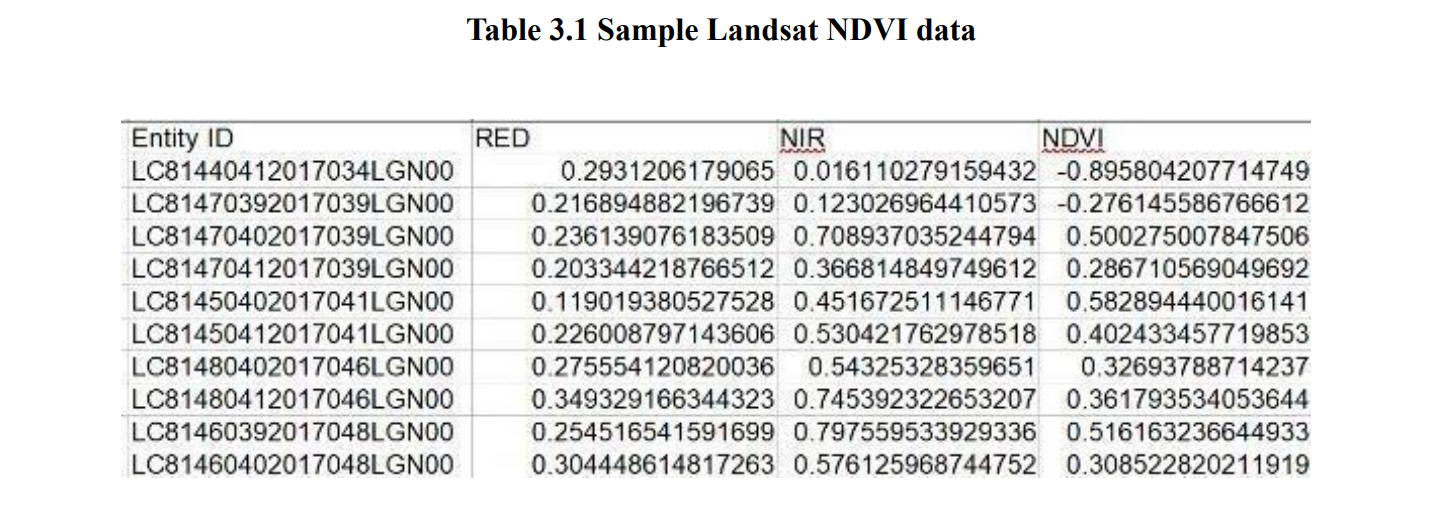 Table 3.1 Sample Landsat NDVI data
Entity ID RED NIR NDVI
LC81440412017034LGN00 0.2931206179065 0.016110279159432 -0.895804207714749
LC81470392017039LGN00 0.216894882196739 0.123026964410573 -0.276145586766612
LC81470402017039LGN00 0.236139076183509 0.708937035244794 0.500275007847506
LC81470412017039LGN00 0.203344218766512 0.366814849749612 0.286710569049692
LC81450402017041LGN00 0.119019380527528 0.451672511146771 0.582894440016141
LC81450412017041LGN00 0.226008797143606 0.530421762978518 0.402433457719853
LC81480402017046LGN00 0.275554120820036 0.54325328359651 0.32693788714237
LC81480412017046LGN00 0.349329166344323 0.745392322653207 0.361793534053644
LC81460392017048LGN00 0.254516541591699 0.797559533929336 0.516163236644933
LC81460402017048LGN00 0.304448614817263 0.576125968744752 0.308522820211919